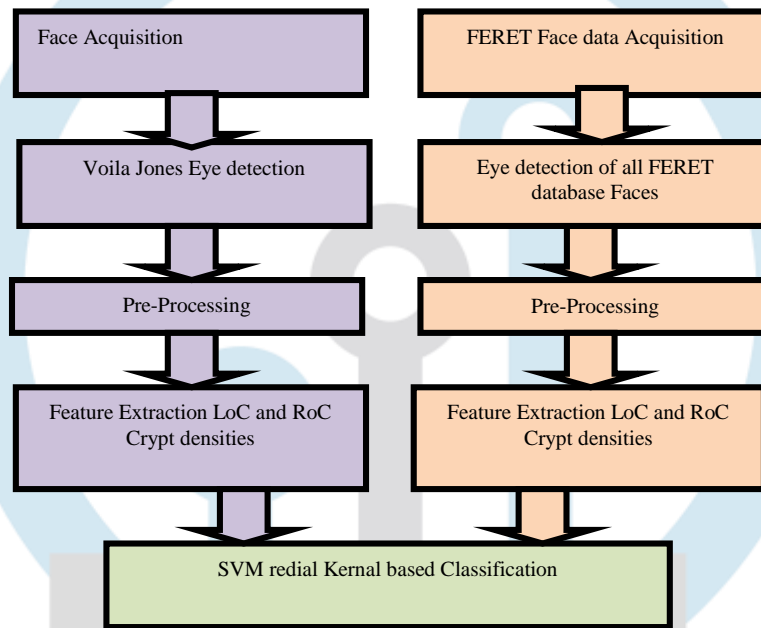 Face Acquisition
FERET Face data Acquisition
Voila Jones Eye detection
Eye detection of all FERET
database Faces
Pre-Processing
Pre-Processing
Feature Extraction LoC and RoC
Crypt densities
Feature Extraction LoC and RoC
Crypt densities
SVM redial Kernal based Classification